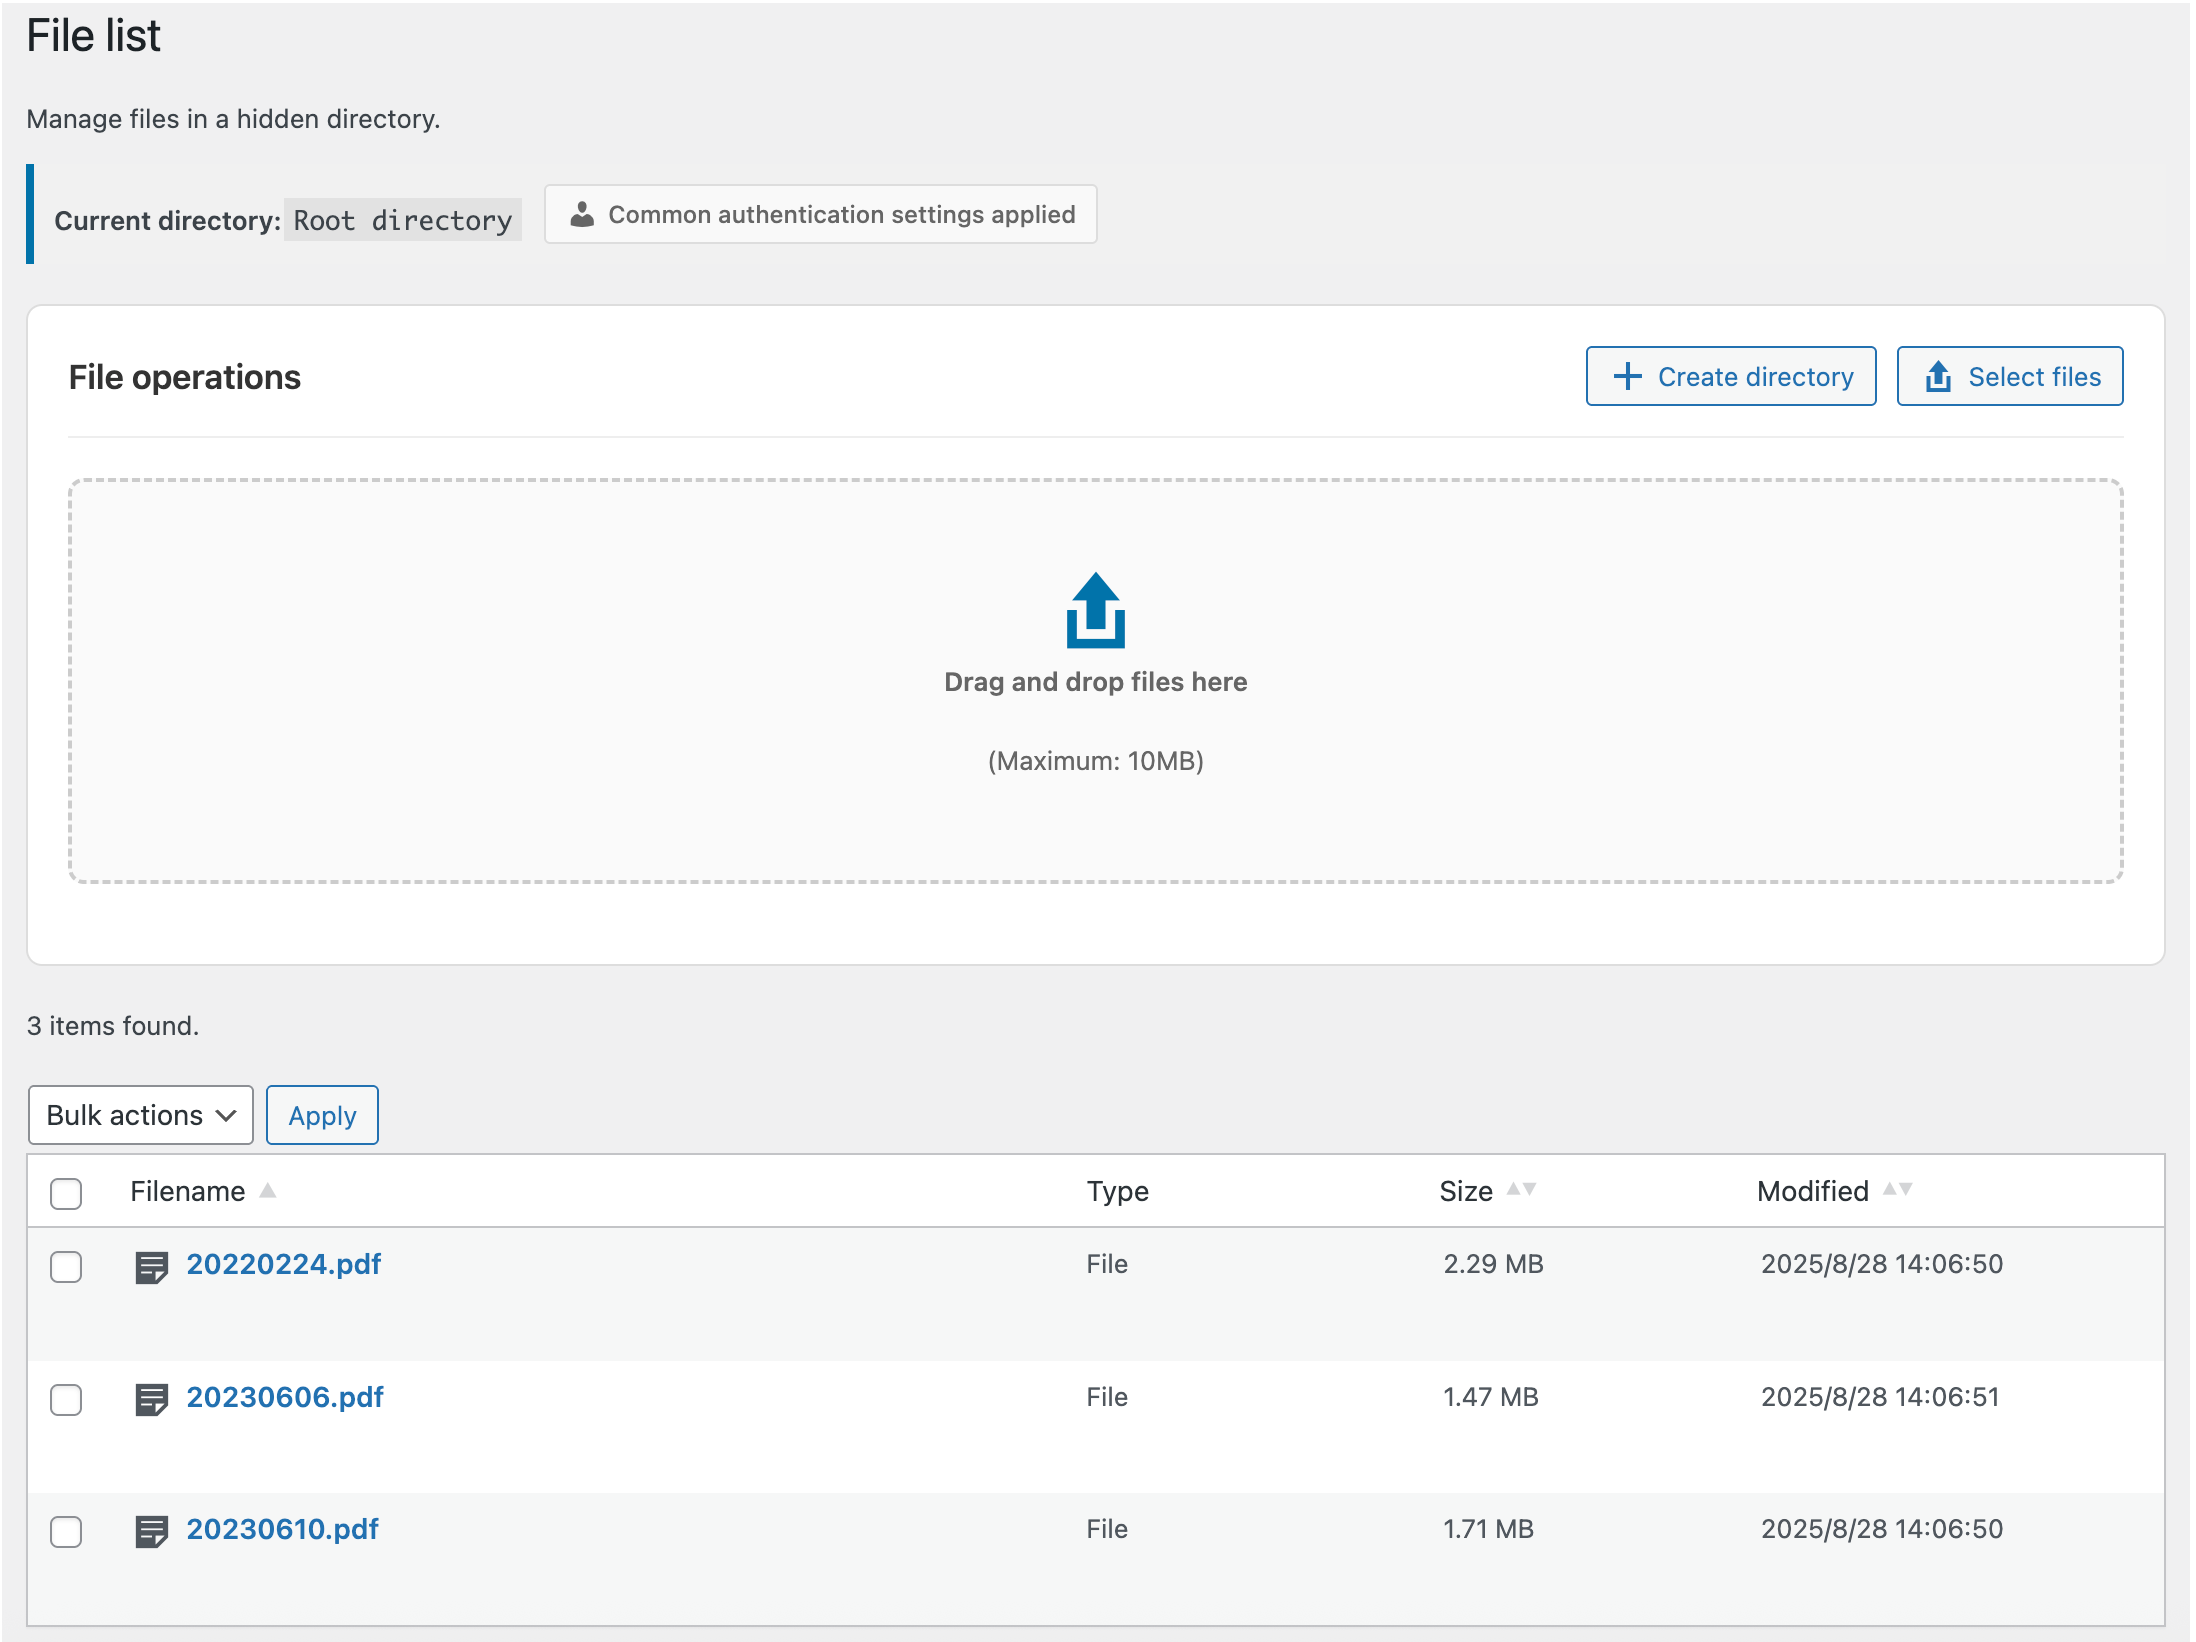 File list
Manage files in a hidden directory.
Current directory: Root directory Common authentication settings applied
File operations Create directory Select files
Drag and drop files here
(Maximum: 10MB)
3 items found.
Bulk actions Apply
Filename Type Size Modified
20220224.pdf File 2.29 MB 2025/8/28 14:06:50
20230606.pdf File 1.47 MB 2025/8/28 14:06:51
20230610.pdf File 1.71 MB 2025/8/28 14:06:50